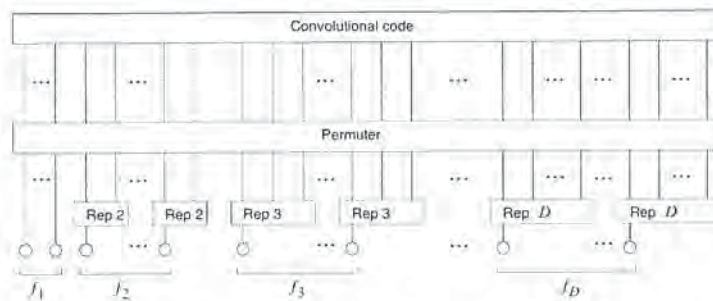 Convolutional code
... ... ... ... ... ...
Permuter
... ... ... ... ... ...
Rep 2 Rep 2 Rep 3 Rep 3 Rep D Rep D
... ... ... ...
f1 f2 f3 fD